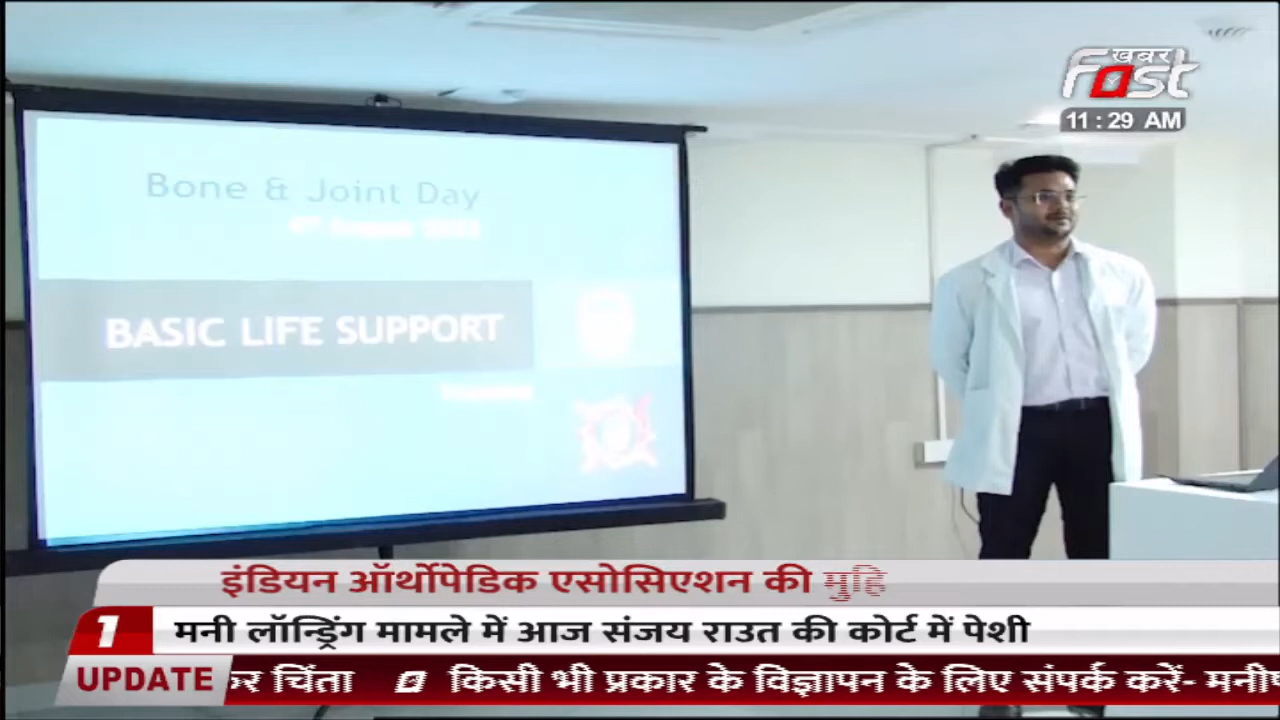 खबर
Fast
11 : 29 AM
Bone & Joint Day
BASIC LIFE SUPPORT
इंडियन ऑर्थोपेडिक एसोसिएशन की
1 मनी लॉन्ड्रिंग मामले में आज संजय राउत की कोर्ट में पेशी
UPDATE चिंता किसी भी प्रकार के विज्ञापन के लिए संपर्क करें-